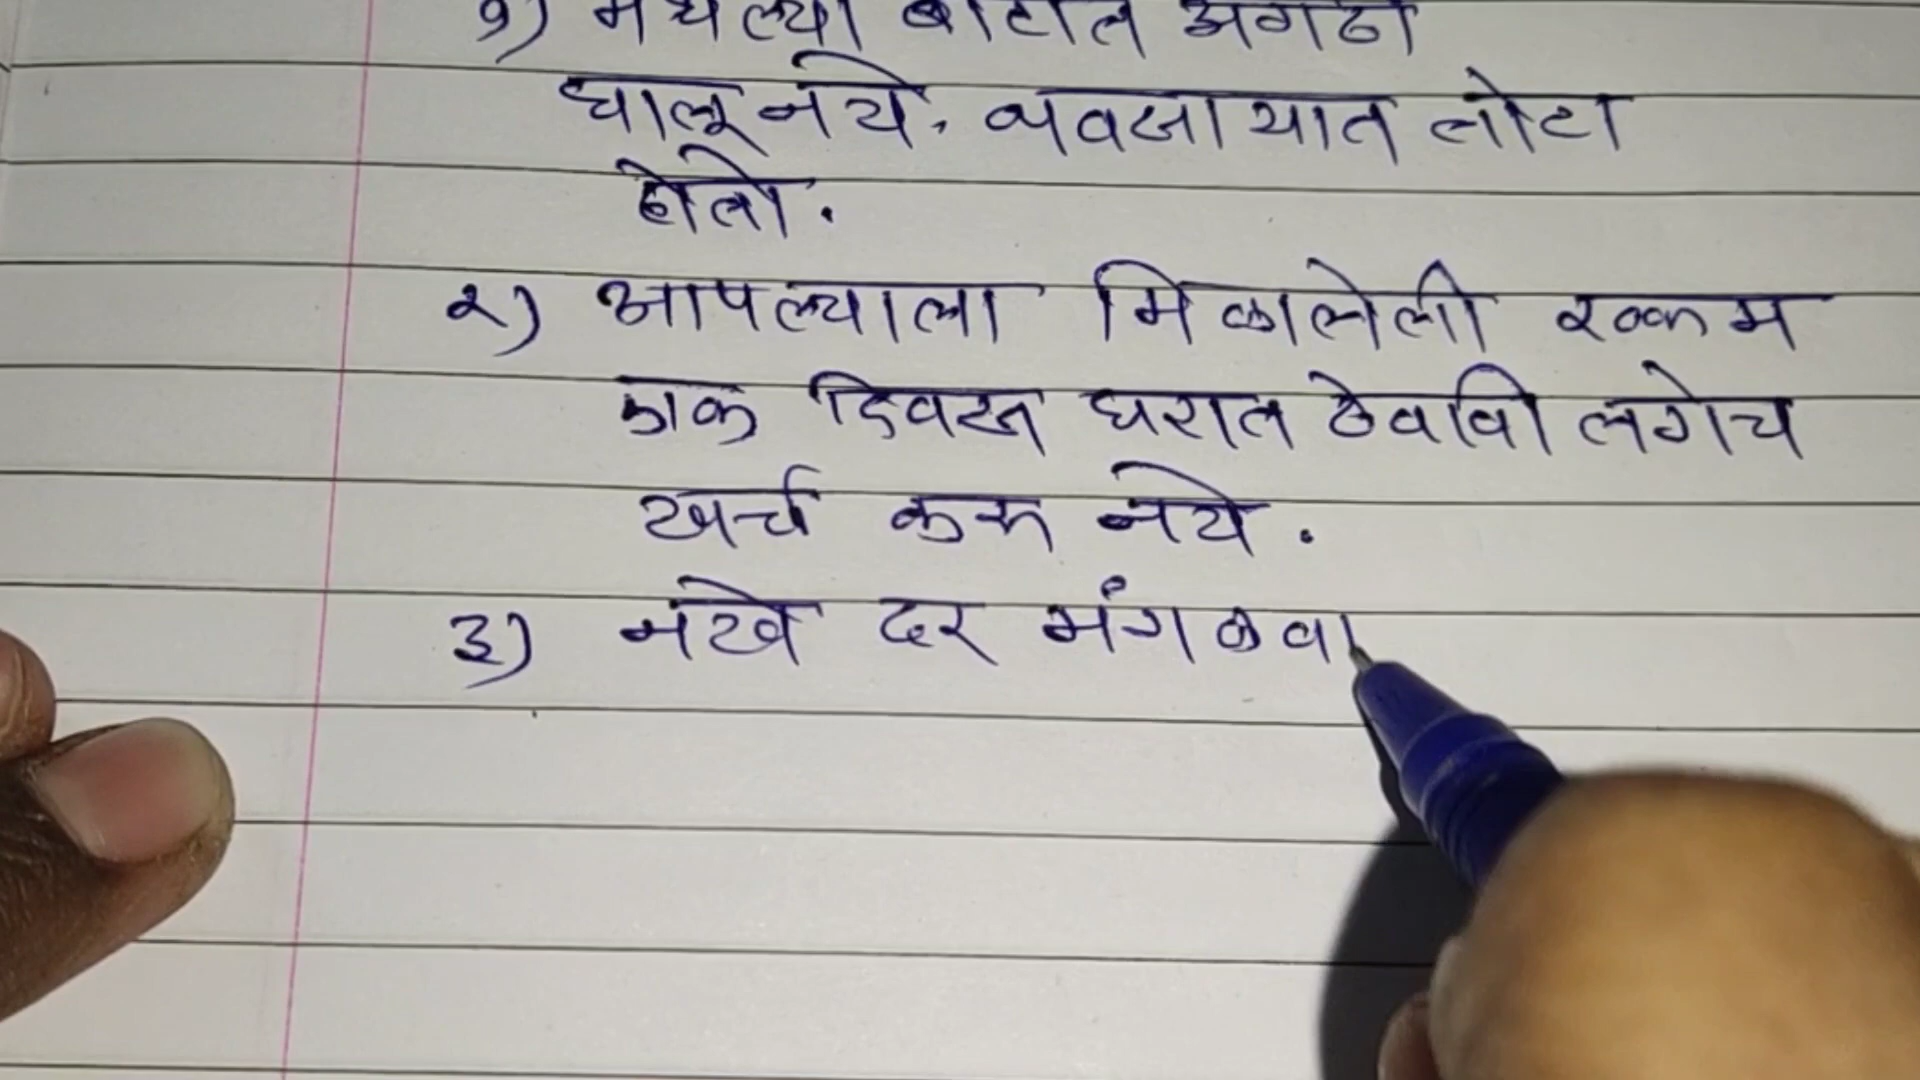 १) मधल्या बोटात अंगठी
घालू नये, व्यवसायात तोटा
होतो.
२) आपल्याला मिळालेली रक्कम
एक दिवस घरात ठेवावी लगेच
खर्च करू नये.
३) नखे दर मंगळवा